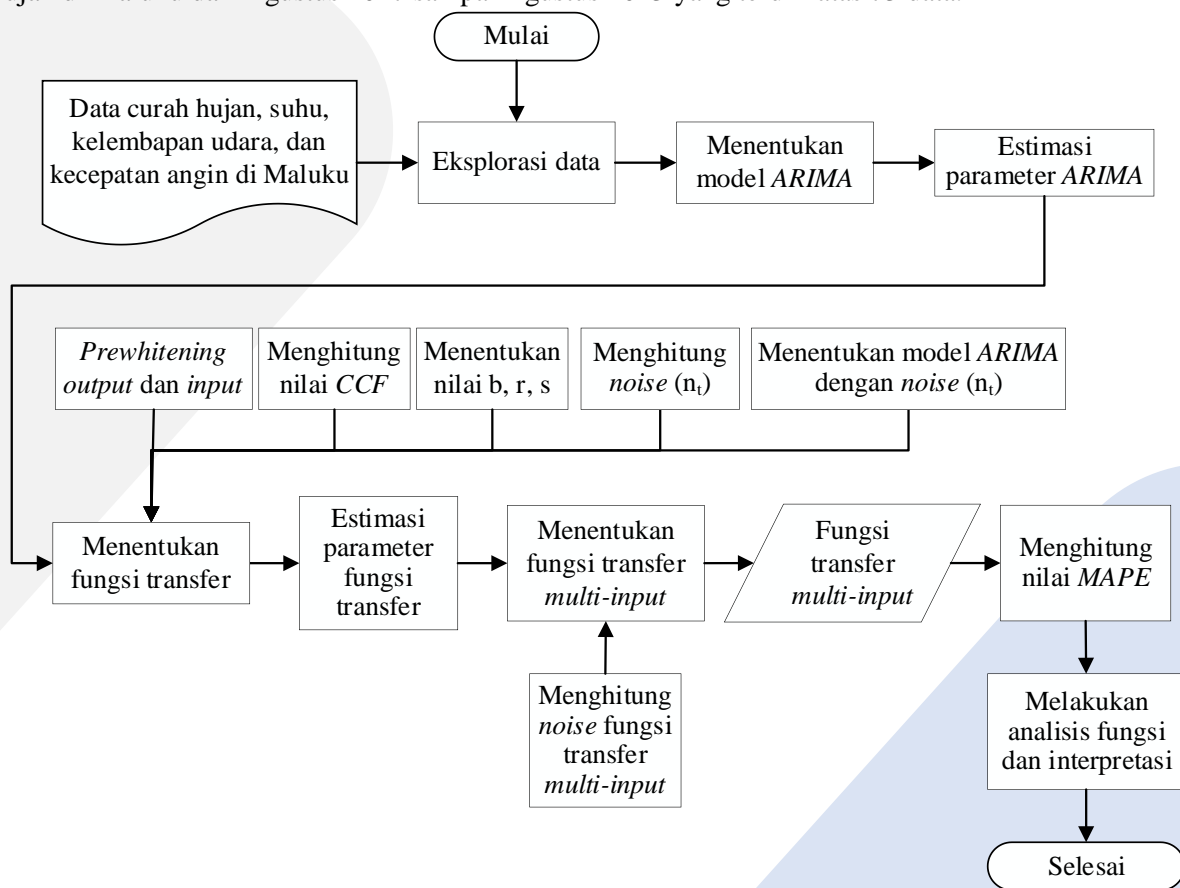 Mulai
Data curah hujan, suhu,
kelembapan udara, dan
kecepatan angin di Maluku
Eksplorasi data
Menentukan
model ARIMA
Estimasi
parameter ARIMA
Prewhitening
output dan input
Menghitung
nilai CCF
Menentukan
nilai b, r, s
Menghitung
noise (nₜ)
Menentukan model ARIMA
dengan noise (nₜ)
Menentukan
fungsi transfer
Estimasi
parameter
fungsi
transfer
Menentukan
fungsi transfer
multi-input
Fungsi
transfer
multi-input
Menghitung
nilai MAPE
Menghitung
noise fungsi
transfer
multi-input
Melakukan
analisis fungsi
dan interpretasi
Selesai